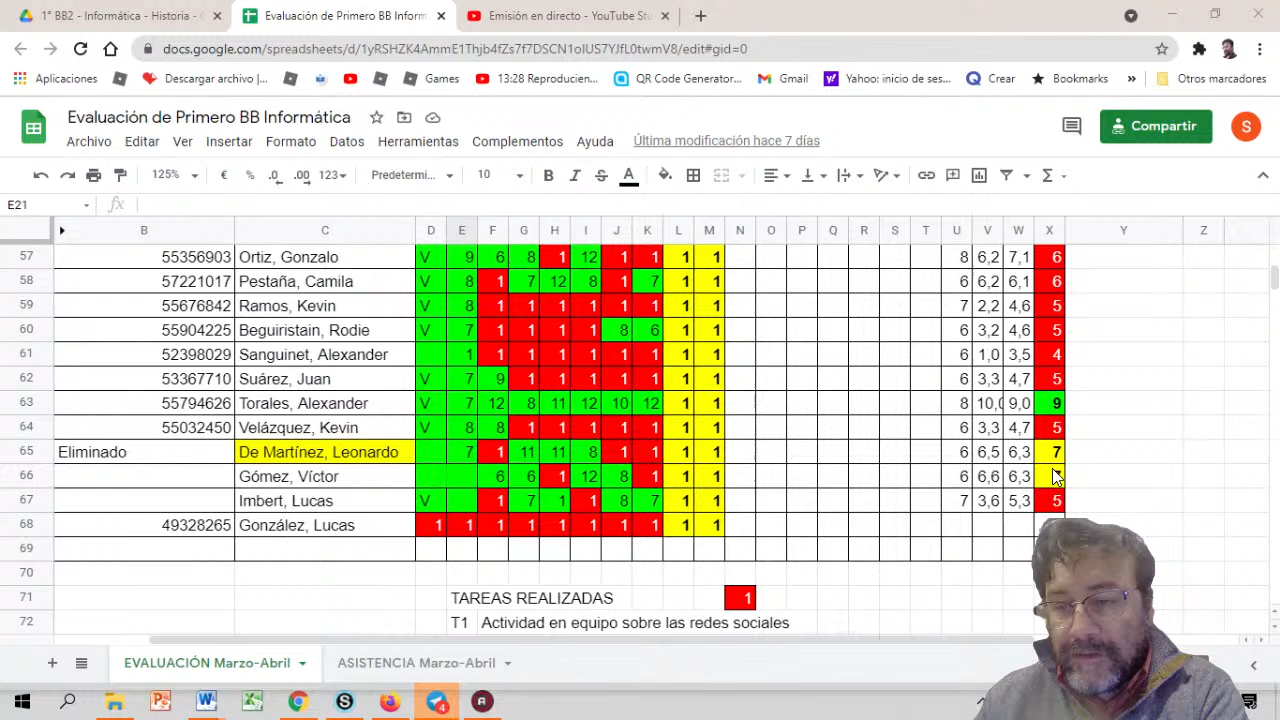 1° BB2 - Informática - Historia - G × Evaluación de Primero BB Inform × Emisión en directo - YouTube Stu ×
docs.google.com/spreadsheets/d/1yRSHZK4AmmE1Thjb4fZs7f7DSCN1oIUS7YJfL0twmV8/edit#gid=0
Aplicaciones Descargar archivo |... Games 13:28 Reproducien... QR Code Generator... Gmail Yahoo: inicio de ses... Crear Bookmarks » Otros marcadores
Evaluación de Primero BB Informática
Archivo Editar Ver Insertar Formato Datos Herramientas Complementos Ayuda Última modificación hace 7 días
Compartir S
125% € % .0 .00 123 Predetermi... 10 B I S A Σ
E21 fx
B C D E F G H I J K L M N O P Q R S T U V W X Y Z
57 55356903 Ortiz, Gonzalo V 9 6 8 1 12 1 1 1 1 8 6,2 7,1 6
58 57221017 Pestaña, Camila V 8 1 7 12 8 1 7 1 1 6 6,2 6,1 6
59 55676842 Ramos, Kevin V 8 1 1 1 1 1 1 1 1 7 2,2 4,6 5
60 55904225 Beguiristain, Rodie V 7 1 1 1 1 8 6 1 1 6 3,2 4,6 5
61 52398029 Sanguinet, Alexander 1 1 1 1 1 1 1 1 1 6 1,0 3,5 4
62 53367710 Suárez, Juan V 7 9 1 1 1 1 1 1 1 6 3,3 4,7 5
63 55794626 Torales, Alexander V 7 12 8 11 12 10 12 1 1 8 10,0 9,0 9
64 55032450 Velázquez, Kevin V 8 8 1 1 1 1 1 1 1 6 3,3 4,7 5
65 Eliminado De Martínez, Leonardo 7 1 11 11 8 1 1 1 1 6 6,5 6,3 7
66 Gómez, Víctor 6 6 1 12 8 1 1 1 6 6,6 6,3
67 Imbert, Lucas V 1 7 1 1 8 7 1 1 7 3,6 5,3 5
68 49328265 González, Lucas 1 1 1 1 1 1 1 1 1 1
69
70
71 TAREAS REALIZADAS 1
72 T1 Actividad en equipo sobre las redes sociales
EVALUACIÓN Marzo-Abril ASISTENCIA Marzo-Abril
4